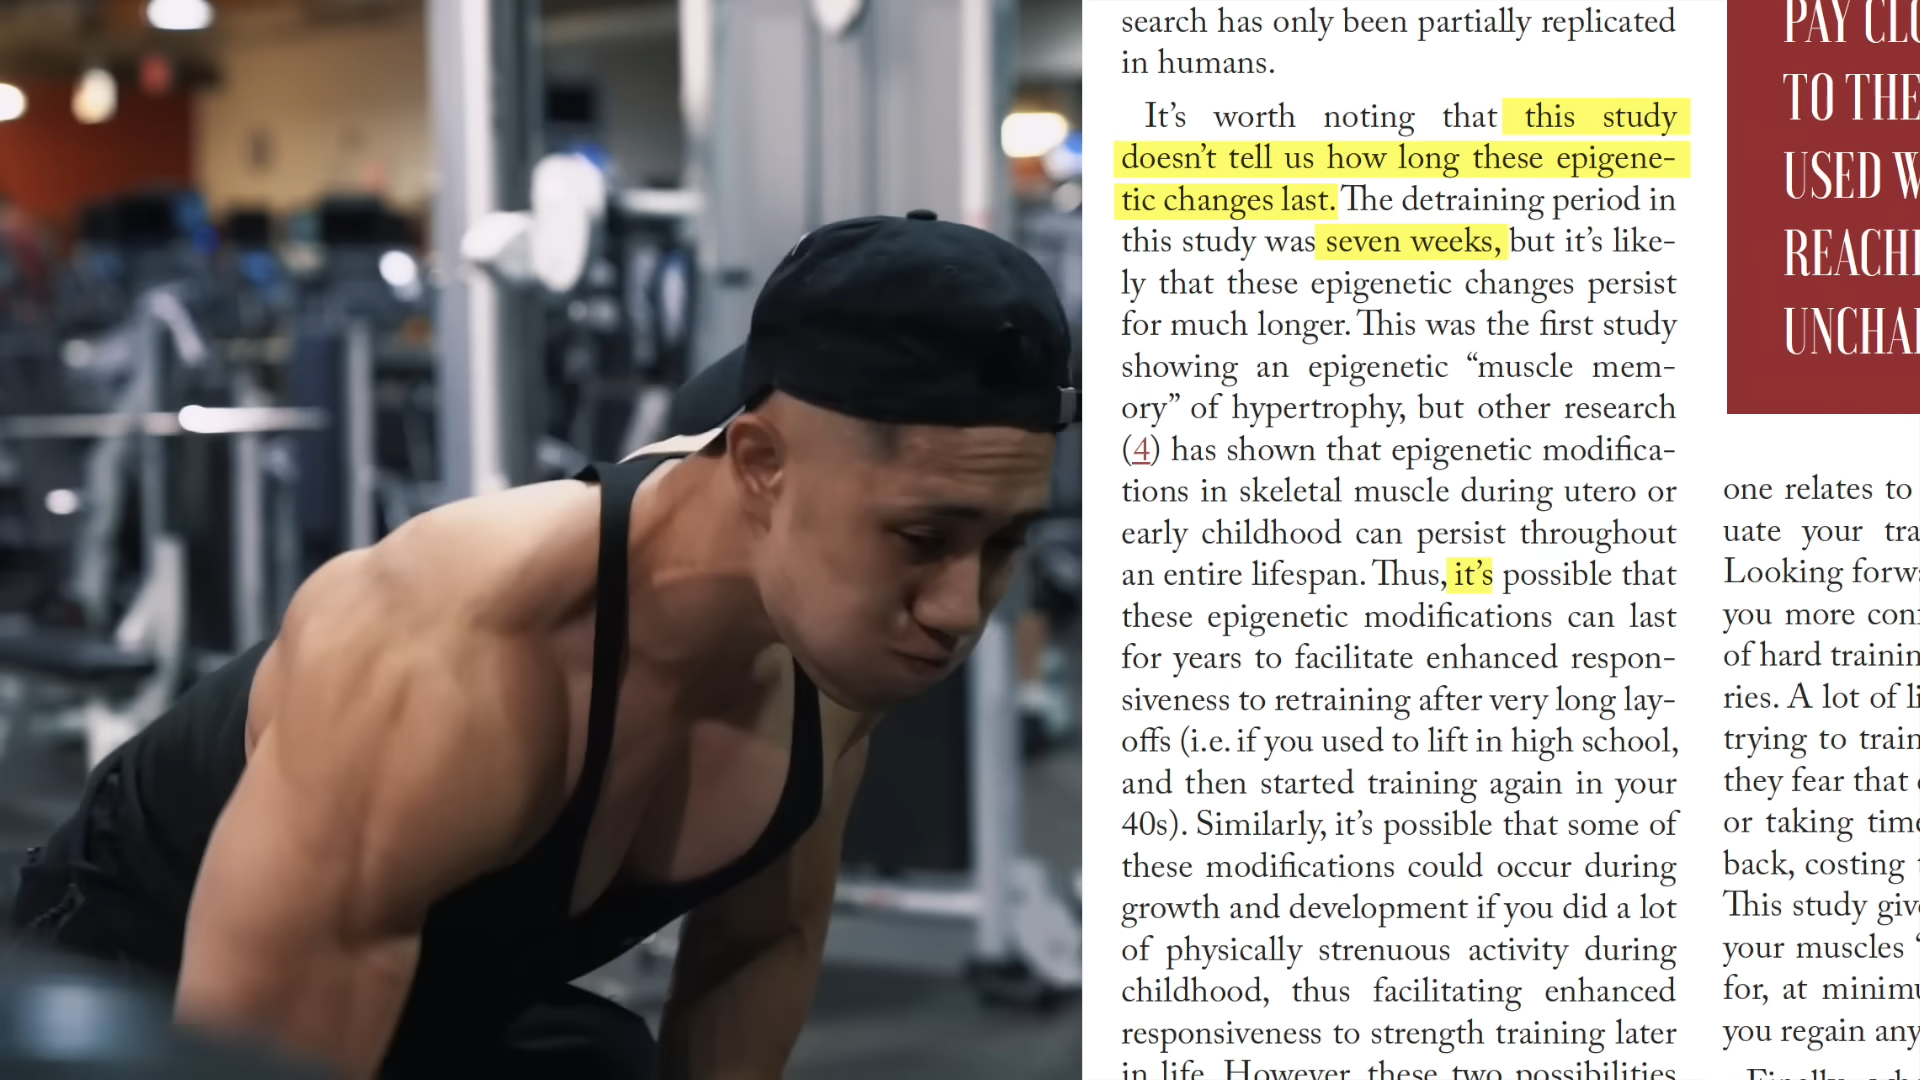 search has only been partially replicated
in humans.
It’s worth noting that this study
doesn’t tell us how long these epigene-
tic changes last. The detraining period in
this study was seven weeks, but it’s like-
ly that these epigenetic changes persist
for much longer. This was the first study
showing an epigenetic “muscle mem-
ory” of hypertrophy, but other research
(4) has shown that epigenetic modifica-
tions in skeletal muscle during utero or
early childhood can persist throughout
an entire lifespan. Thus, it’s possible that
these epigenetic modifications can last
for years to facilitate enhanced respon-
siveness to retraining after very long lay-
offs (i.e. if you used to lift in high school,
and then started training again in your
40s). Similarly, it’s possible that some of
these modifications could occur during
growth and development if you did a lot
of physically strenuous activity during
childhood, thus facilitating enhanced
responsiveness to strength training later
in life. However, these two possibilities
PAY
TO THE
USED
one relates to
your
Looking
you more
of hard
A lot of
trying to
they fear that
or taking
back, costing
This study
your muscles
for, at
you regain any